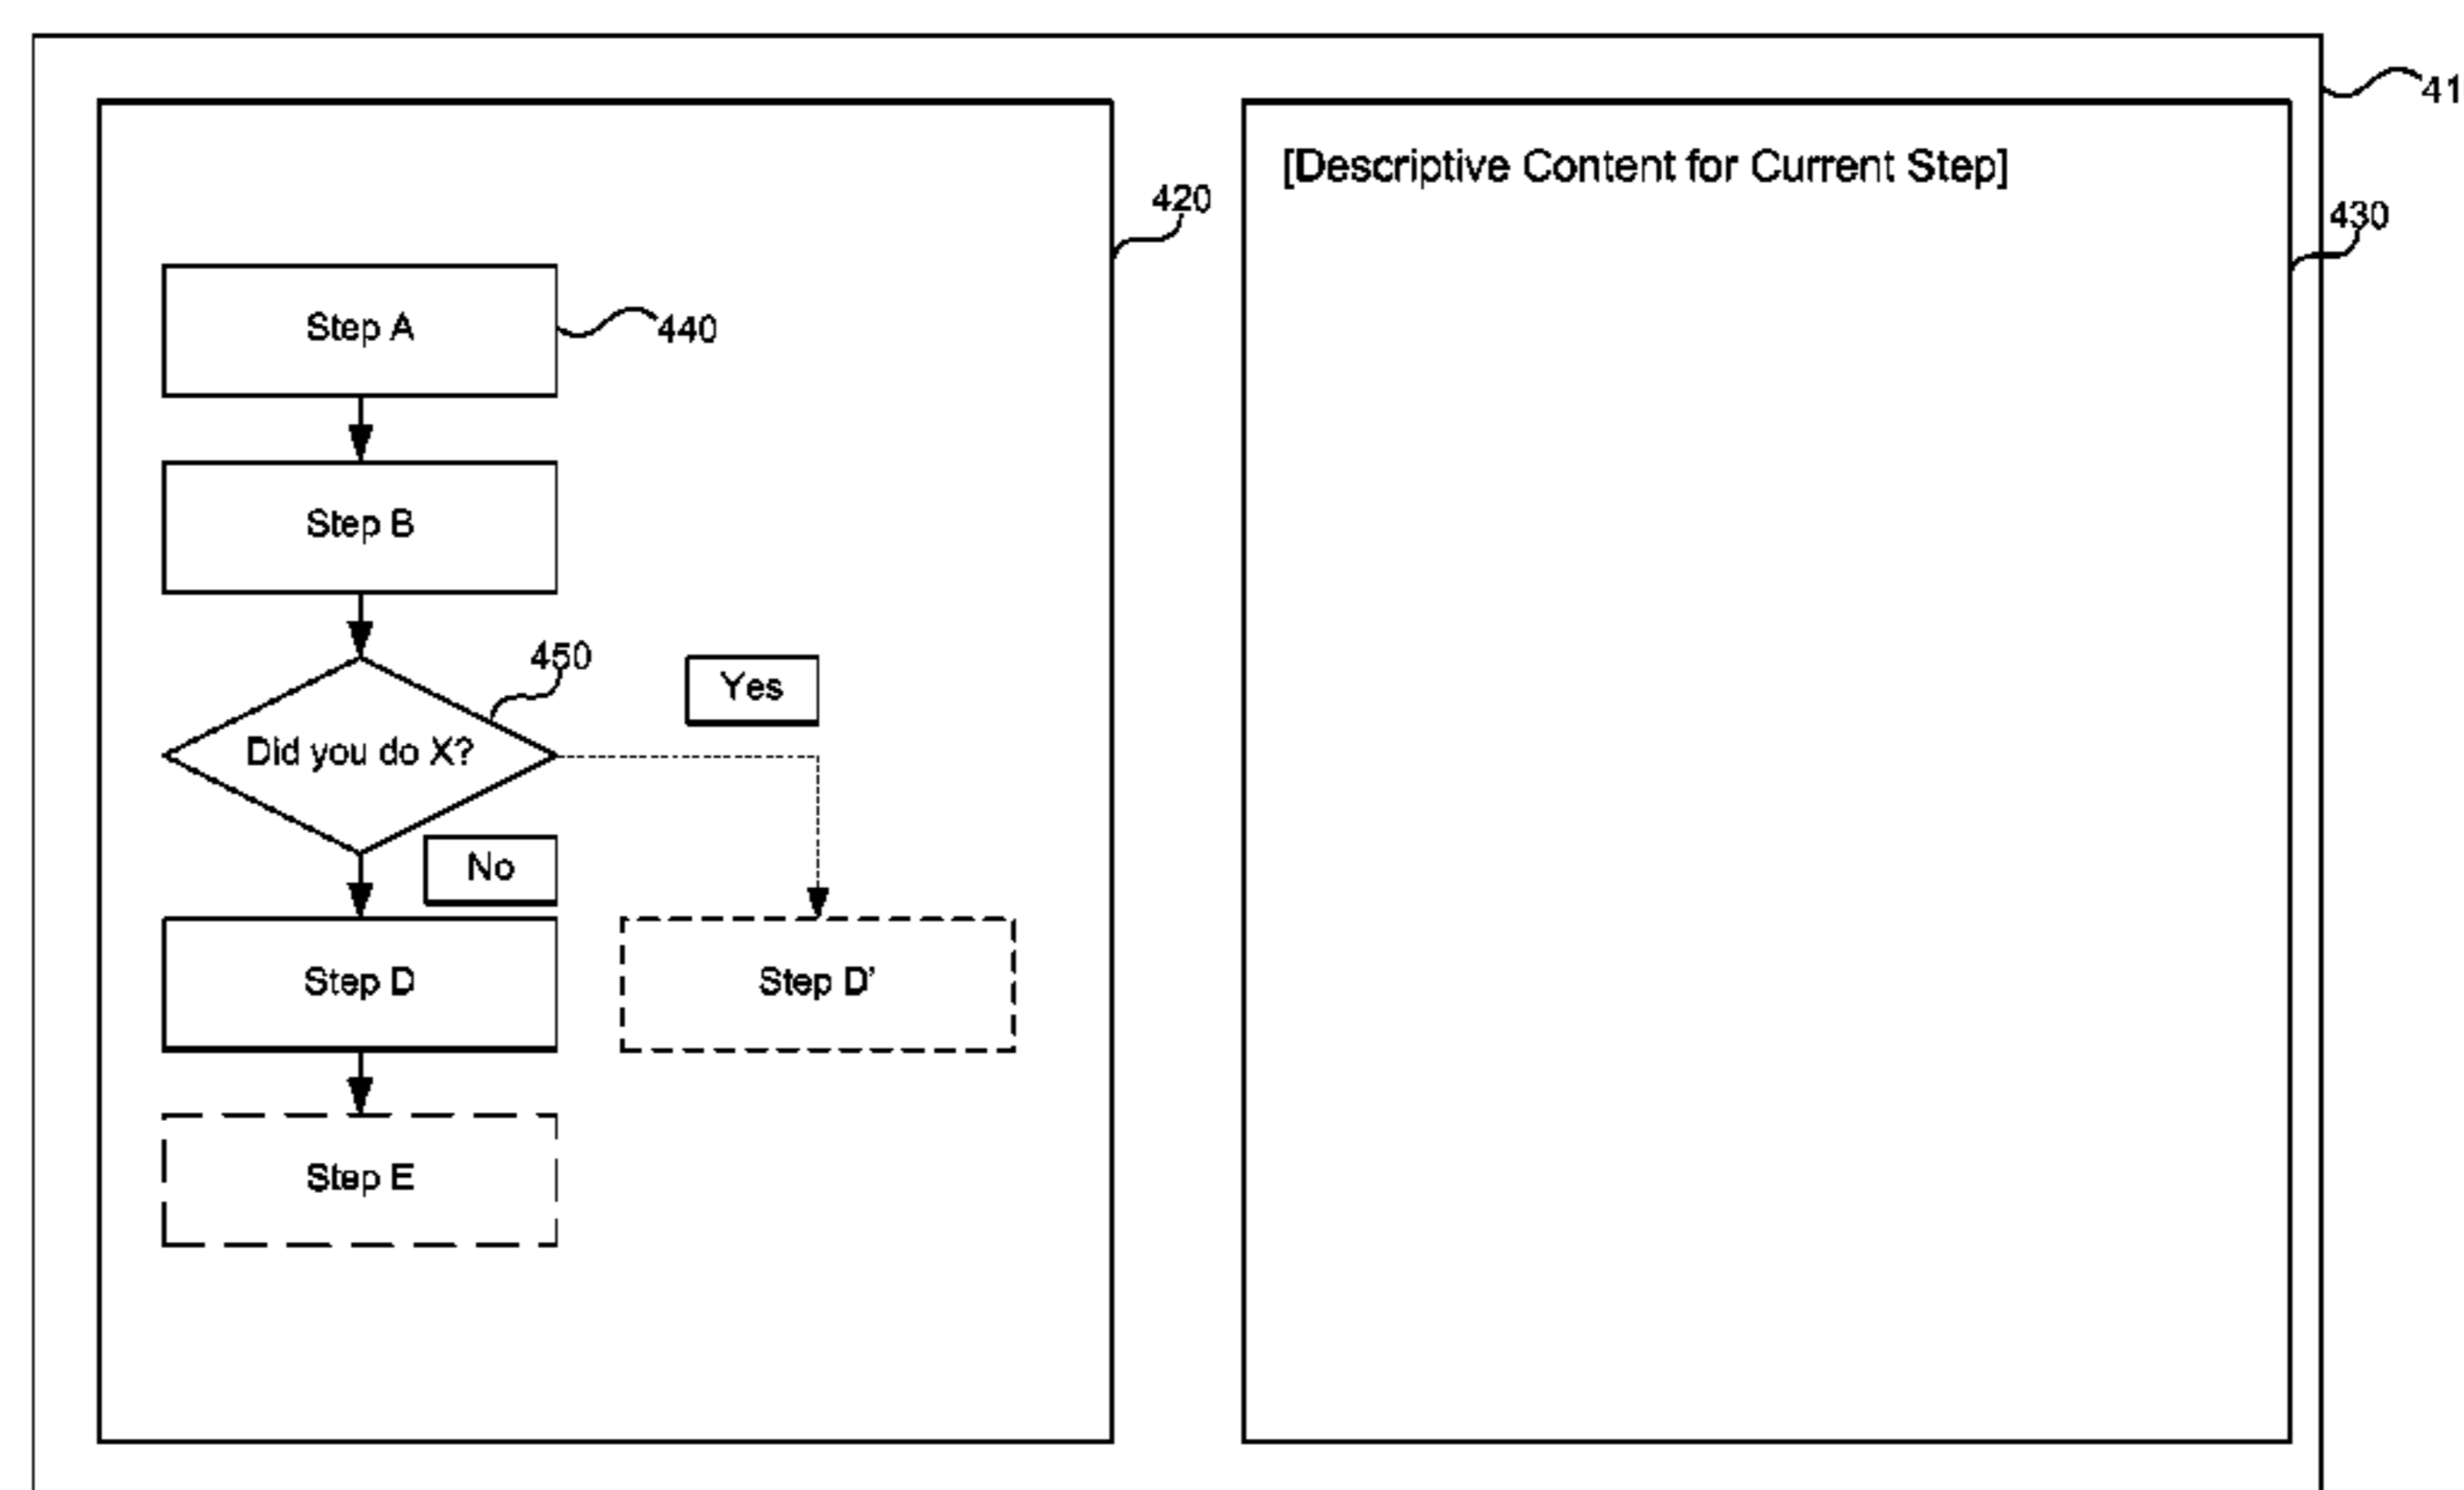 41
[Descriptive Content for Current Step]
420
430
Step A
440
Step B
450
Yes
Did you do X?
No
Step D
Step D'
Step E